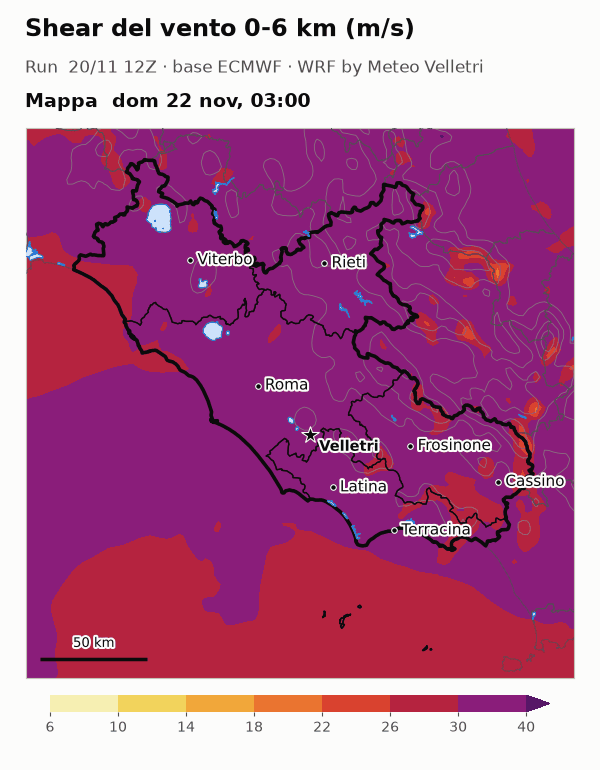 Shear del vento 0-6 km (m/s)
Run  20/11 12Z · base ECMWF · WRF by Meteo Velletri
Mappa  dom 22 nov, 03:00
Viterbo
Rieti
Roma
Velletri
Frosinone
Latina
Cassino
Terracina
50 km
6 10 14 18 22 26 30 40